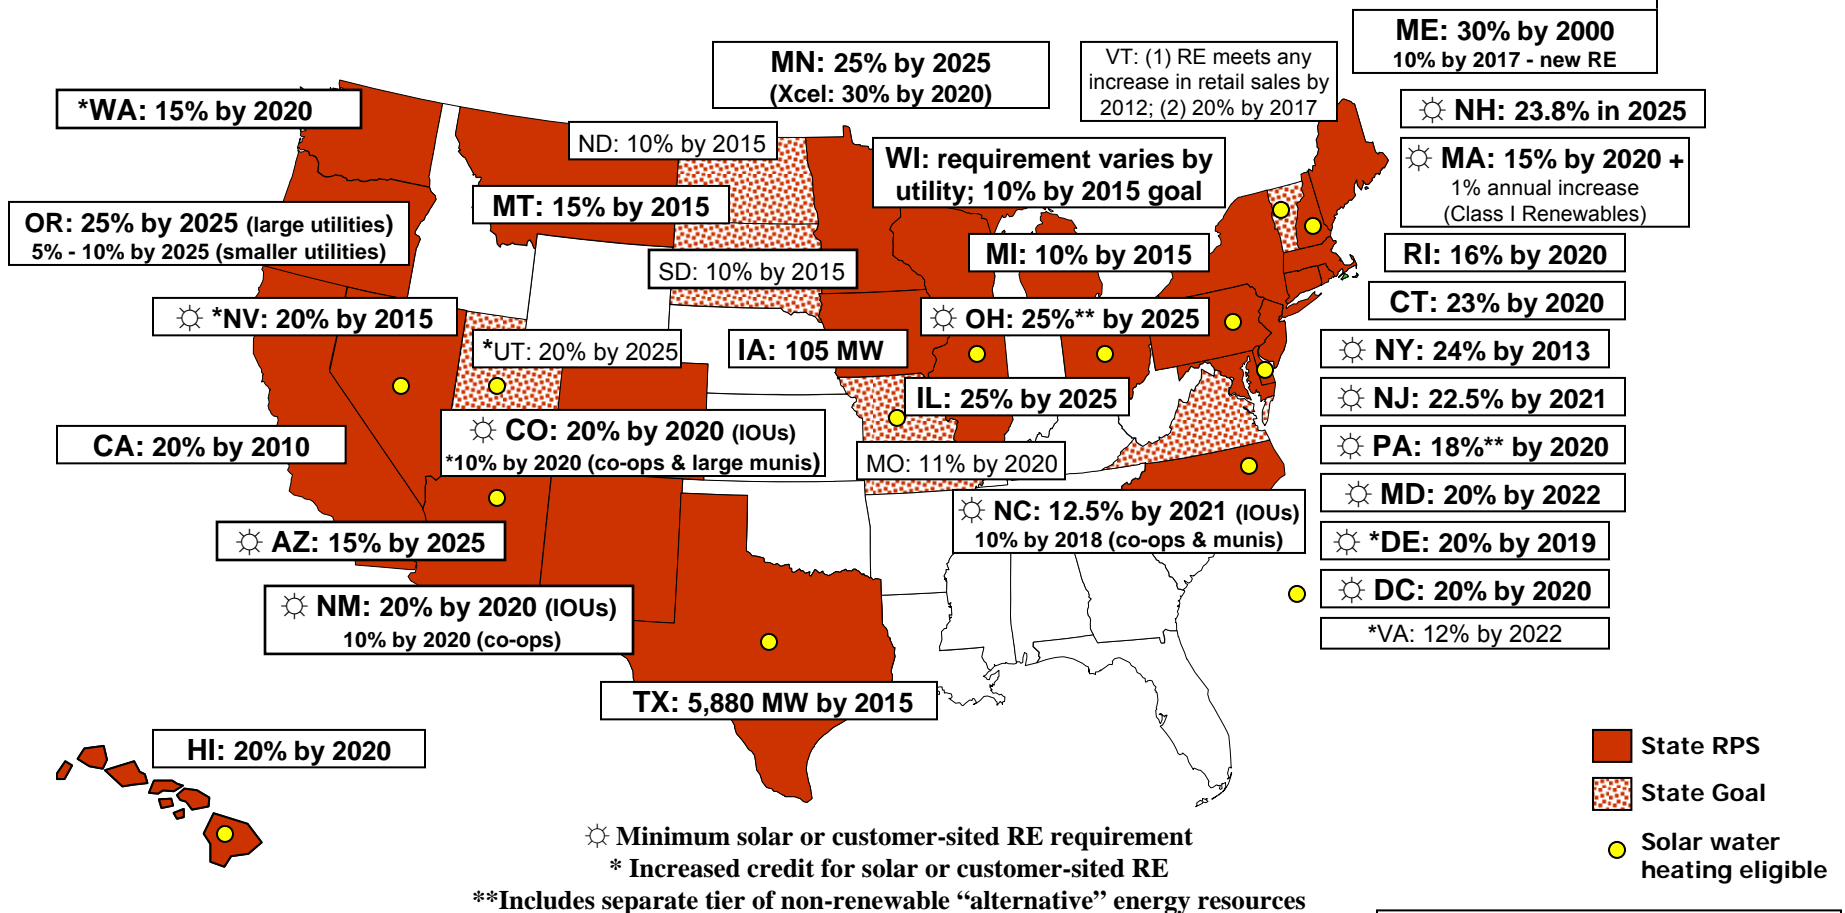 ME: 30% by 2000
10% by 2017 - new RE
MN: 25% by 2025
(Xcel: 30% by 2020)
VT: (1) RE meets any
increase in retail sales by
2012; (2) 20% by 2017
*WA: 15% by 2020
☼ NH: 23.8% in 2025
ND: 10% by 2015
WI: requirement varies by
utility; 10% by 2015 goal
☼ MA: 15% by 2020 +
1% annual increase
(Class I Renewables)
MT: 15% by 2015
OR: 25% by 2025 (large utilities)
5% - 10% by 2025 (smaller utilities)
MI: 10% by 2015
RI: 16% by 2020
SD: 10% by 2015
CT: 23% by 2020
☼ *NV: 20% by 2015
☼ OH: 25%** by 2025
*UT: 20% by 2025
IA: 105 MW
☼ NY: 24% by 2013
IL: 25% by 2025
☼ NJ: 22.5% by 2021
CA: 20% by 2010
☼ CO: 20% by 2020 (IOUs)
*10% by 2020 (co-ops & large munis)
MO: 11% by 2020
☼ PA: 18%** by 2020
☼ MD: 20% by 2022
☼ NC: 12.5% by 2021 (IOUs)
10% by 2018 (co-ops & munis)
☼ AZ: 15% by 2025
☼ *DE: 20% by 2019
☼ NM: 20% by 2020 (IOUs)
10% by 2020 (co-ops)
☼ DC: 20% by 2020
*VA: 12% by 2022
TX: 5,880 MW by 2015
HI: 20% by 2020
State RPS
State Goal
Solar water
heating eligible
☼ Minimum solar or customer-sited RE requirement
* Increased credit for solar or customer-sited RE
**Includes separate tier of non-renewable “alternative” energy resources